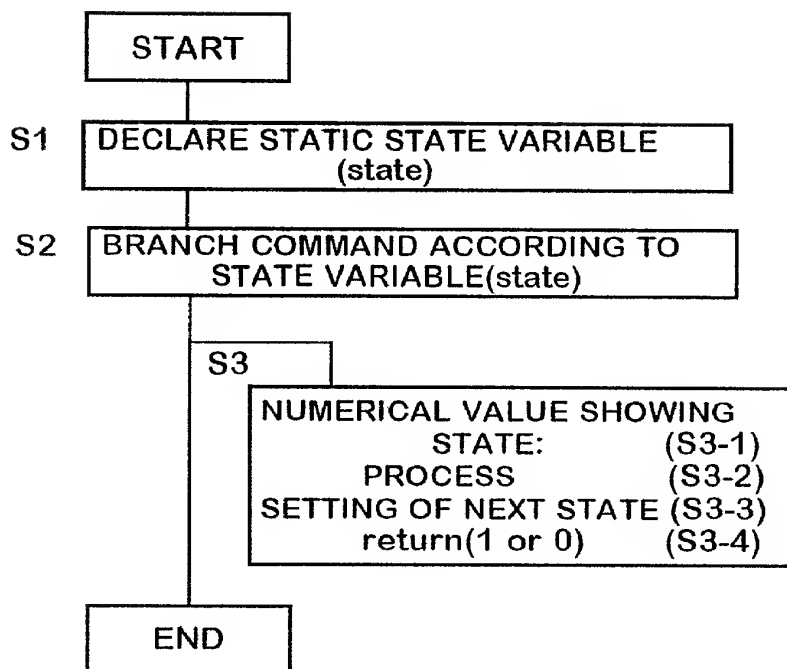 START
S1 DECLARE STATIC STATE VARIABLE
(state)
S2 BRANCH COMMAND ACCORDING TO
STATE VARIABLE(state)
S3
NUMERICAL VALUE SHOWING
STATE: (S3-1)
PROCESS (S3-2)
SETTING OF NEXT STATE (S3-3)
return(1 or 0) (S3-4)
END